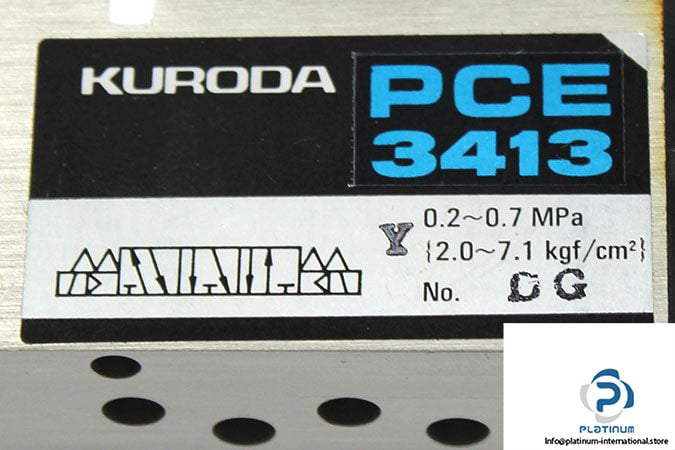 KURODA
PCE
3413
Y 0.2~0.7 MPa
{2.0~7.1 kgf/cm²}
No. DG
P
PLATINUM
Info@platinum-international.store